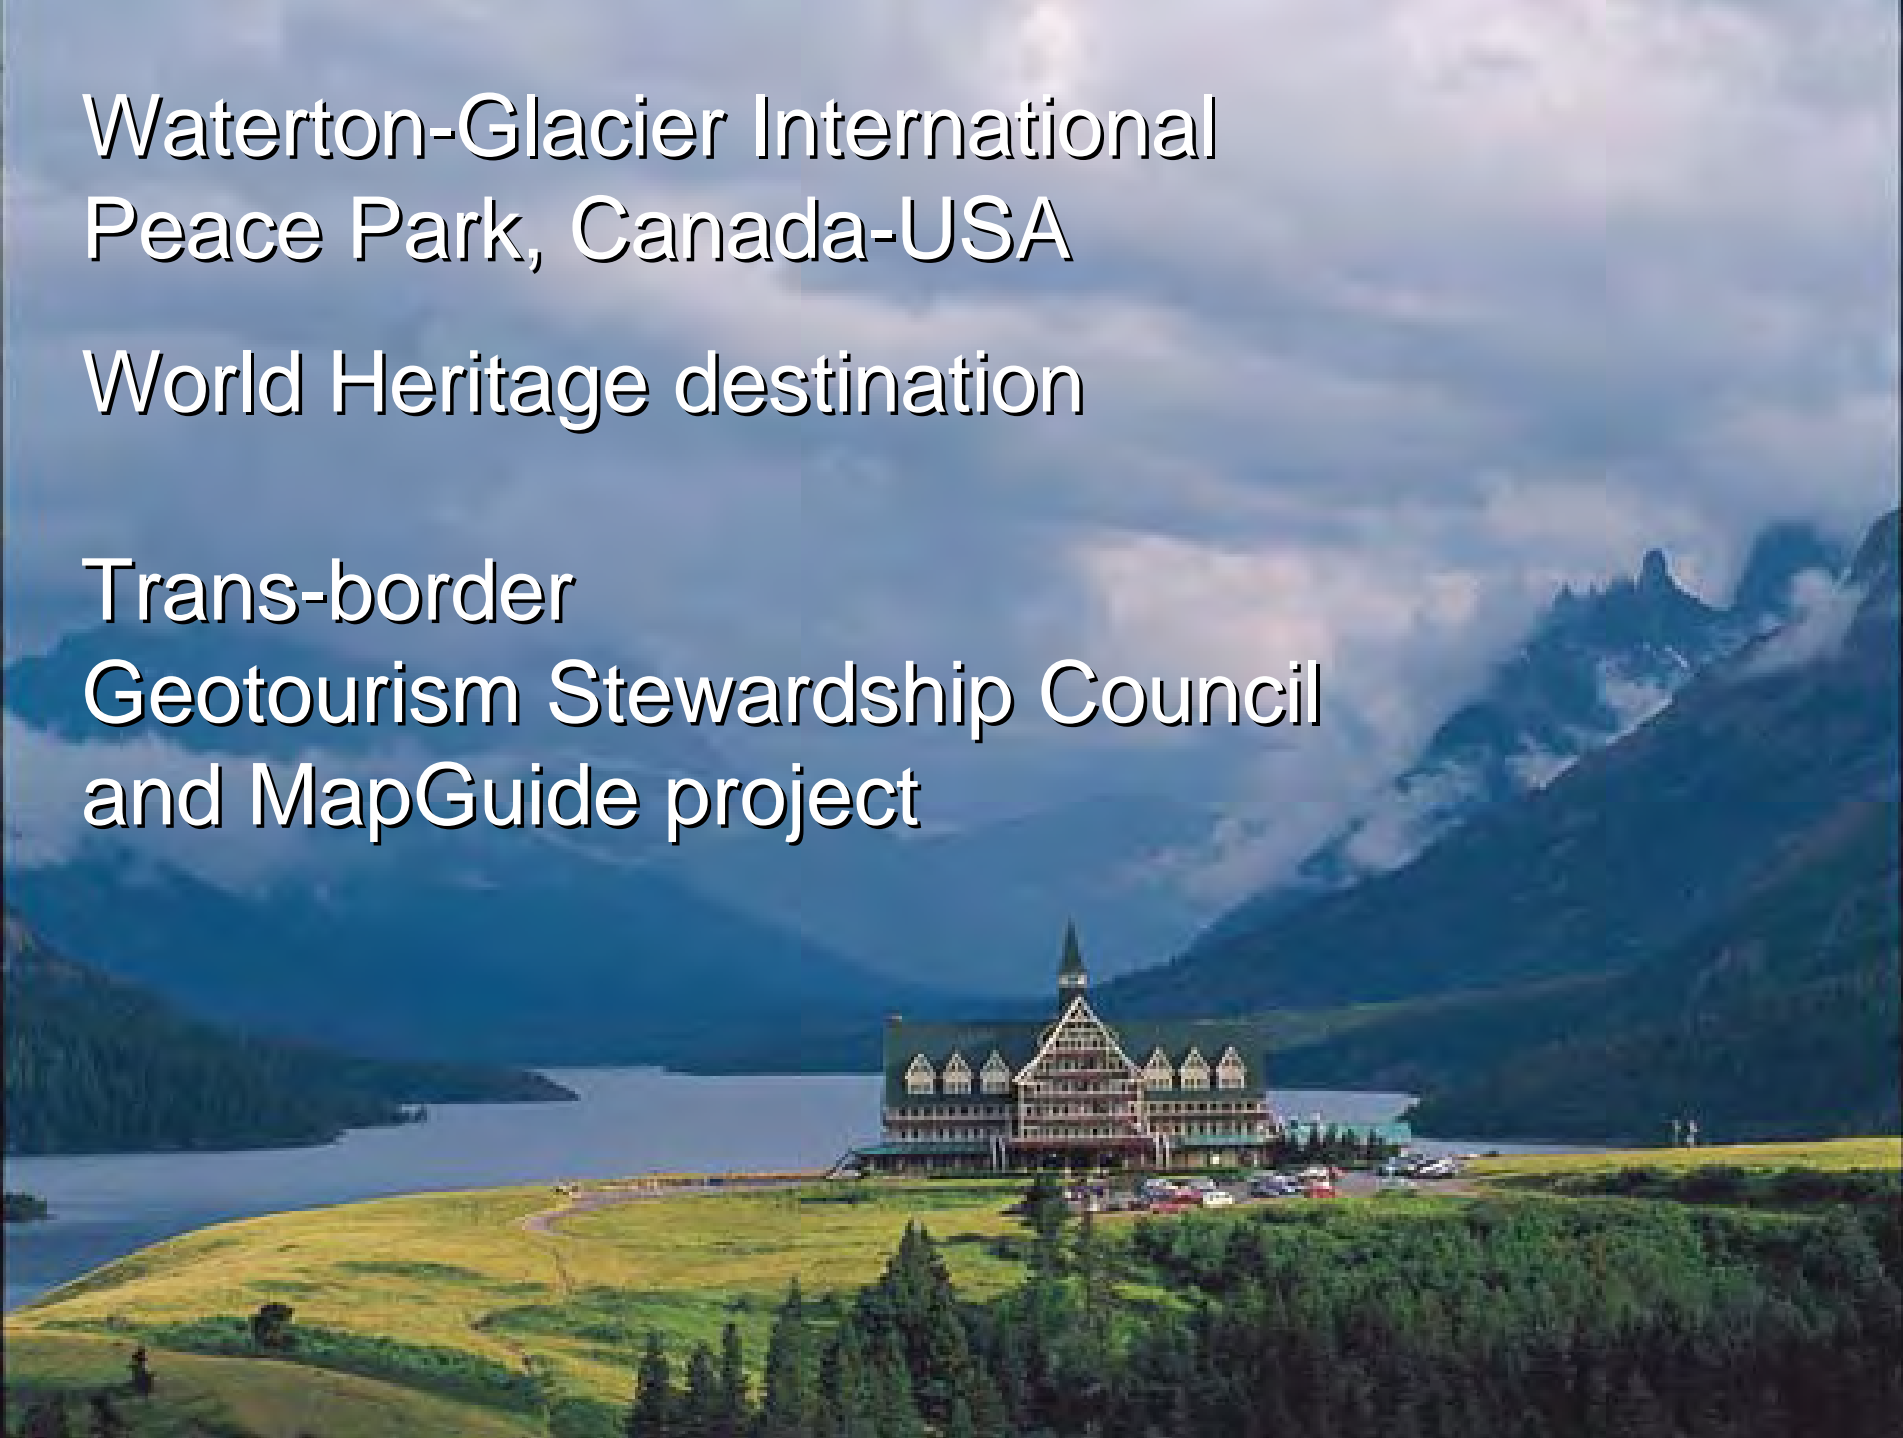 Waterton-Glacier International
Peace Park, Canada-USA
World Heritage destination
Trans-border
Geotourism Stewardship Council
and MapGuide project